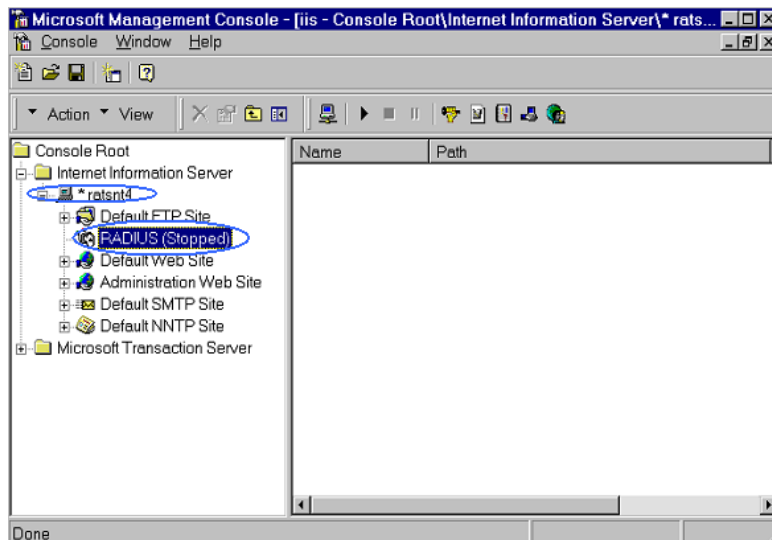 Microsoft Management Console - [iis - Console Root\Internet Information Server\* rats...
Console Window Help
Action View
Console Root
Name Path
Internet Information Server
* ratsnt4
Default FTP Site
RADIUS (Stopped)
Default Web Site
Administration Web Site
Default SMTP Site
Default NNTP Site
Microsoft Transaction Server
Done